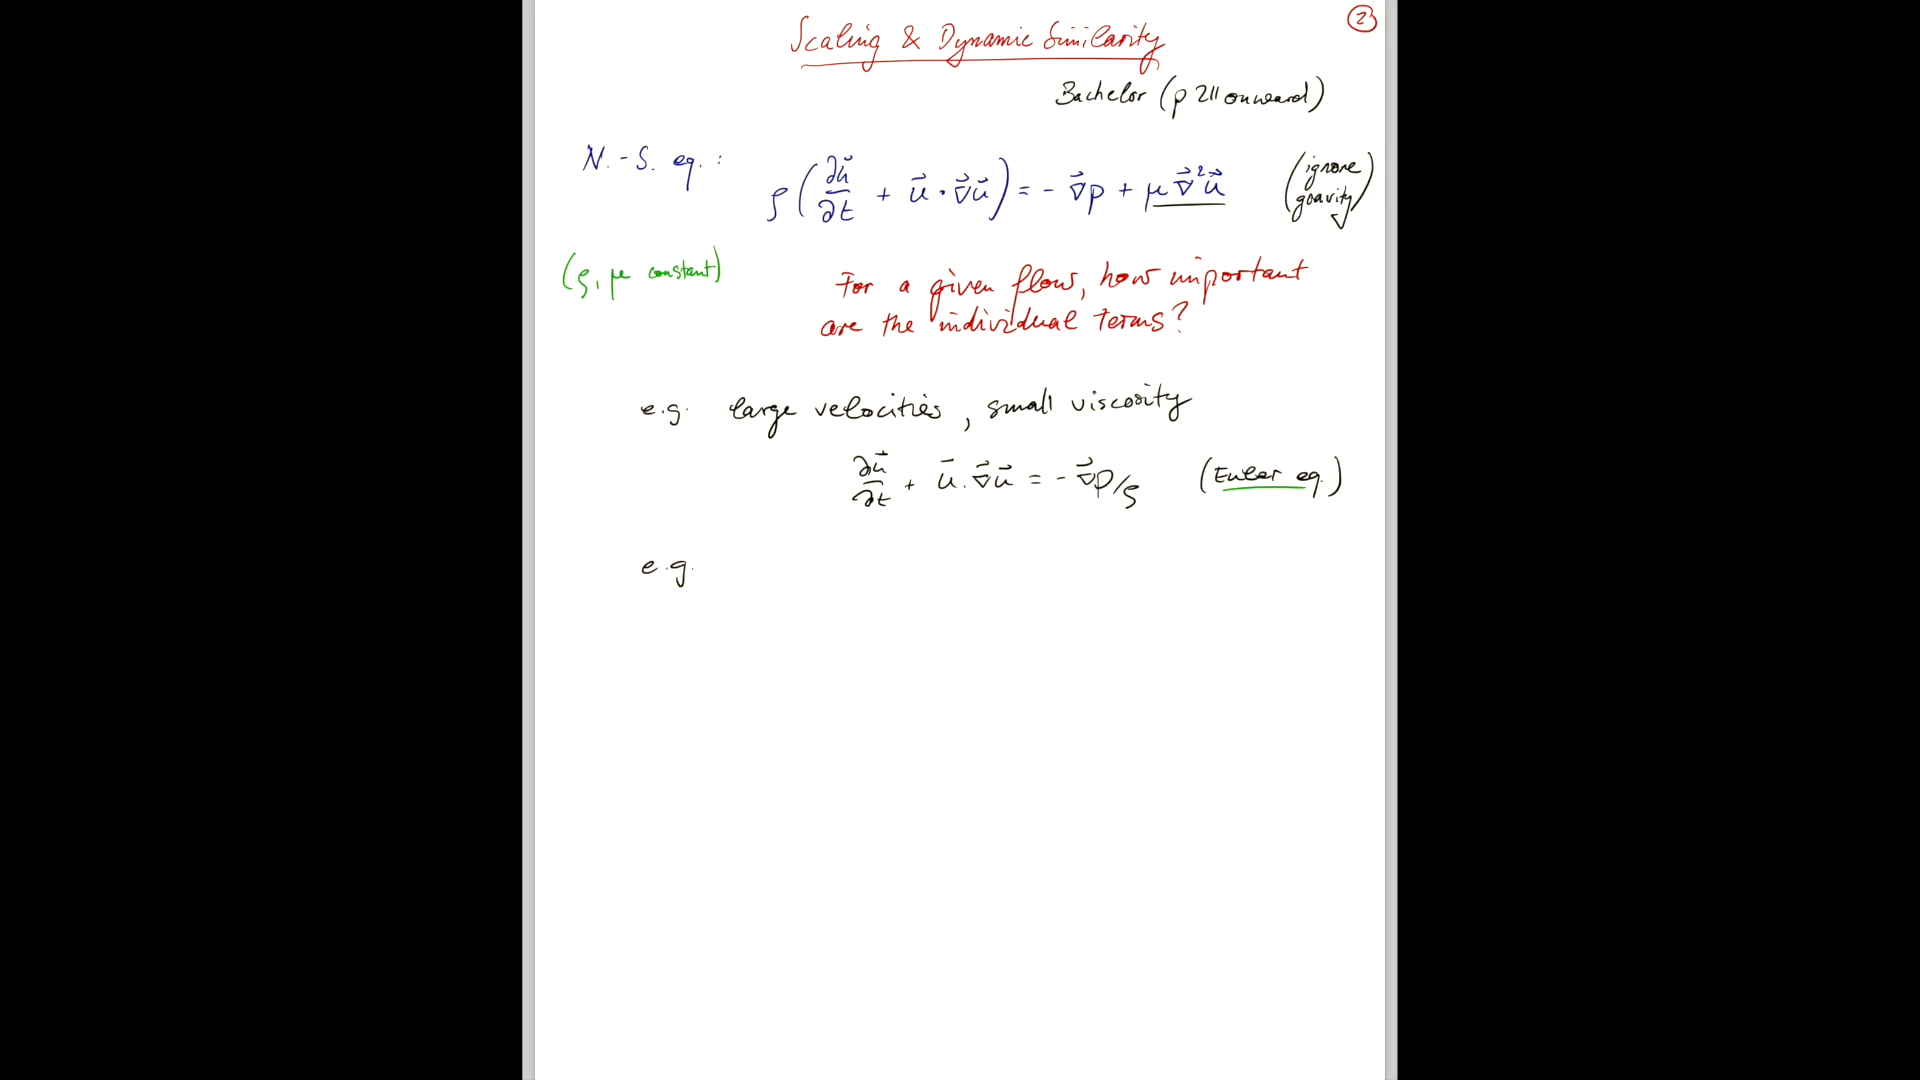 Scaling & Dynamic Similarity
②
Bachelor (p 211 onward)
N.-S. eq.: ρ(∂u⃗/∂t + u⃗·∇⃗u⃗) = -∇⃗p + μ∇⃗²u⃗ (ignore gravity)
(ρ, μ constant)
For a given flow, how important
are the individual terms?
e.g. large velocities, small viscosity
∂u⃗/∂t + u̅.∇⃗u⃗ = -∇⃗p/ρ (Euler eq.)
e.g.